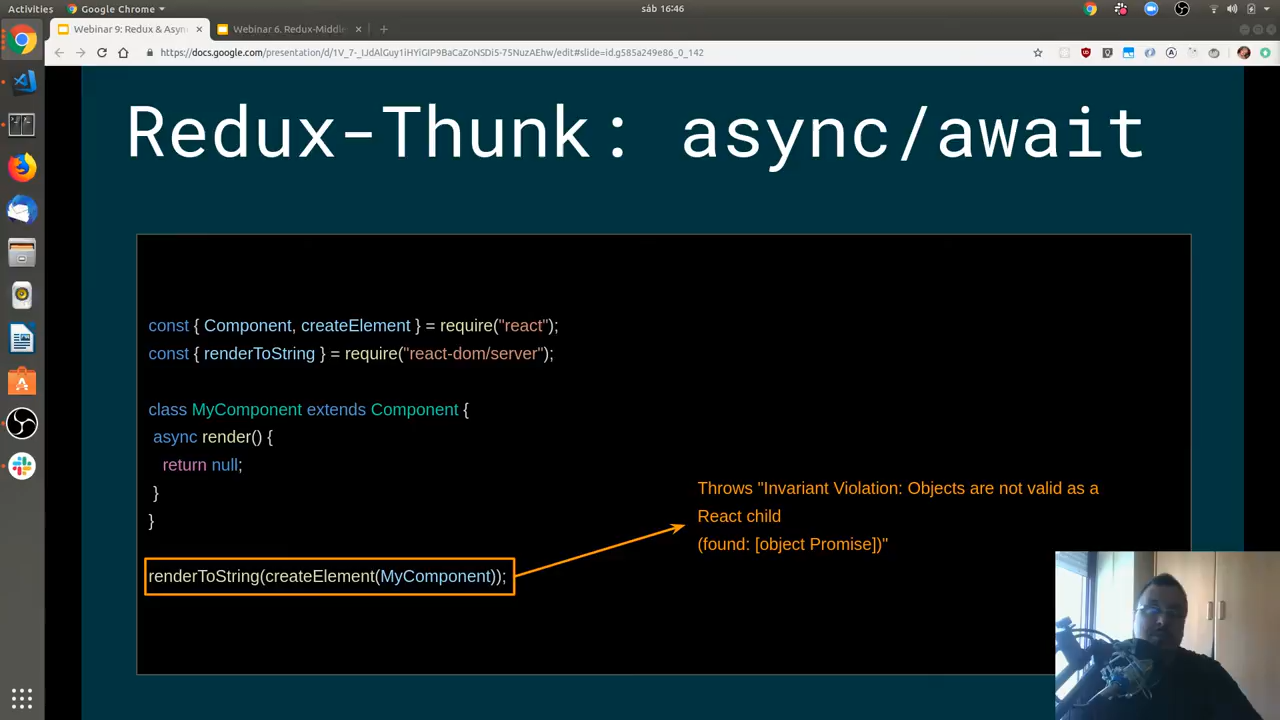 Activities
Google Chrome
sáb 16:46
Webinar 9: Redux & Asyn
Webinar 6. Redux-Middle
https://docs.google.com/presentation/d/1V_7-_IJdAlGuy1iHYiGIP9BaCaZoNSDi5-75NuzAEhw/edit#slide=id.g585a249e86_0_142
Redux-Thunk: async/await
const { Component, createElement } = require("react");
const { renderToString } = require("react-dom/server");
class MyComponent extends Component {
async render() {
return null;
}
}
renderToString(createElement(MyComponent));
Throws "Invariant Violation: Objects are not valid as a
React child
(found: [object Promise])"